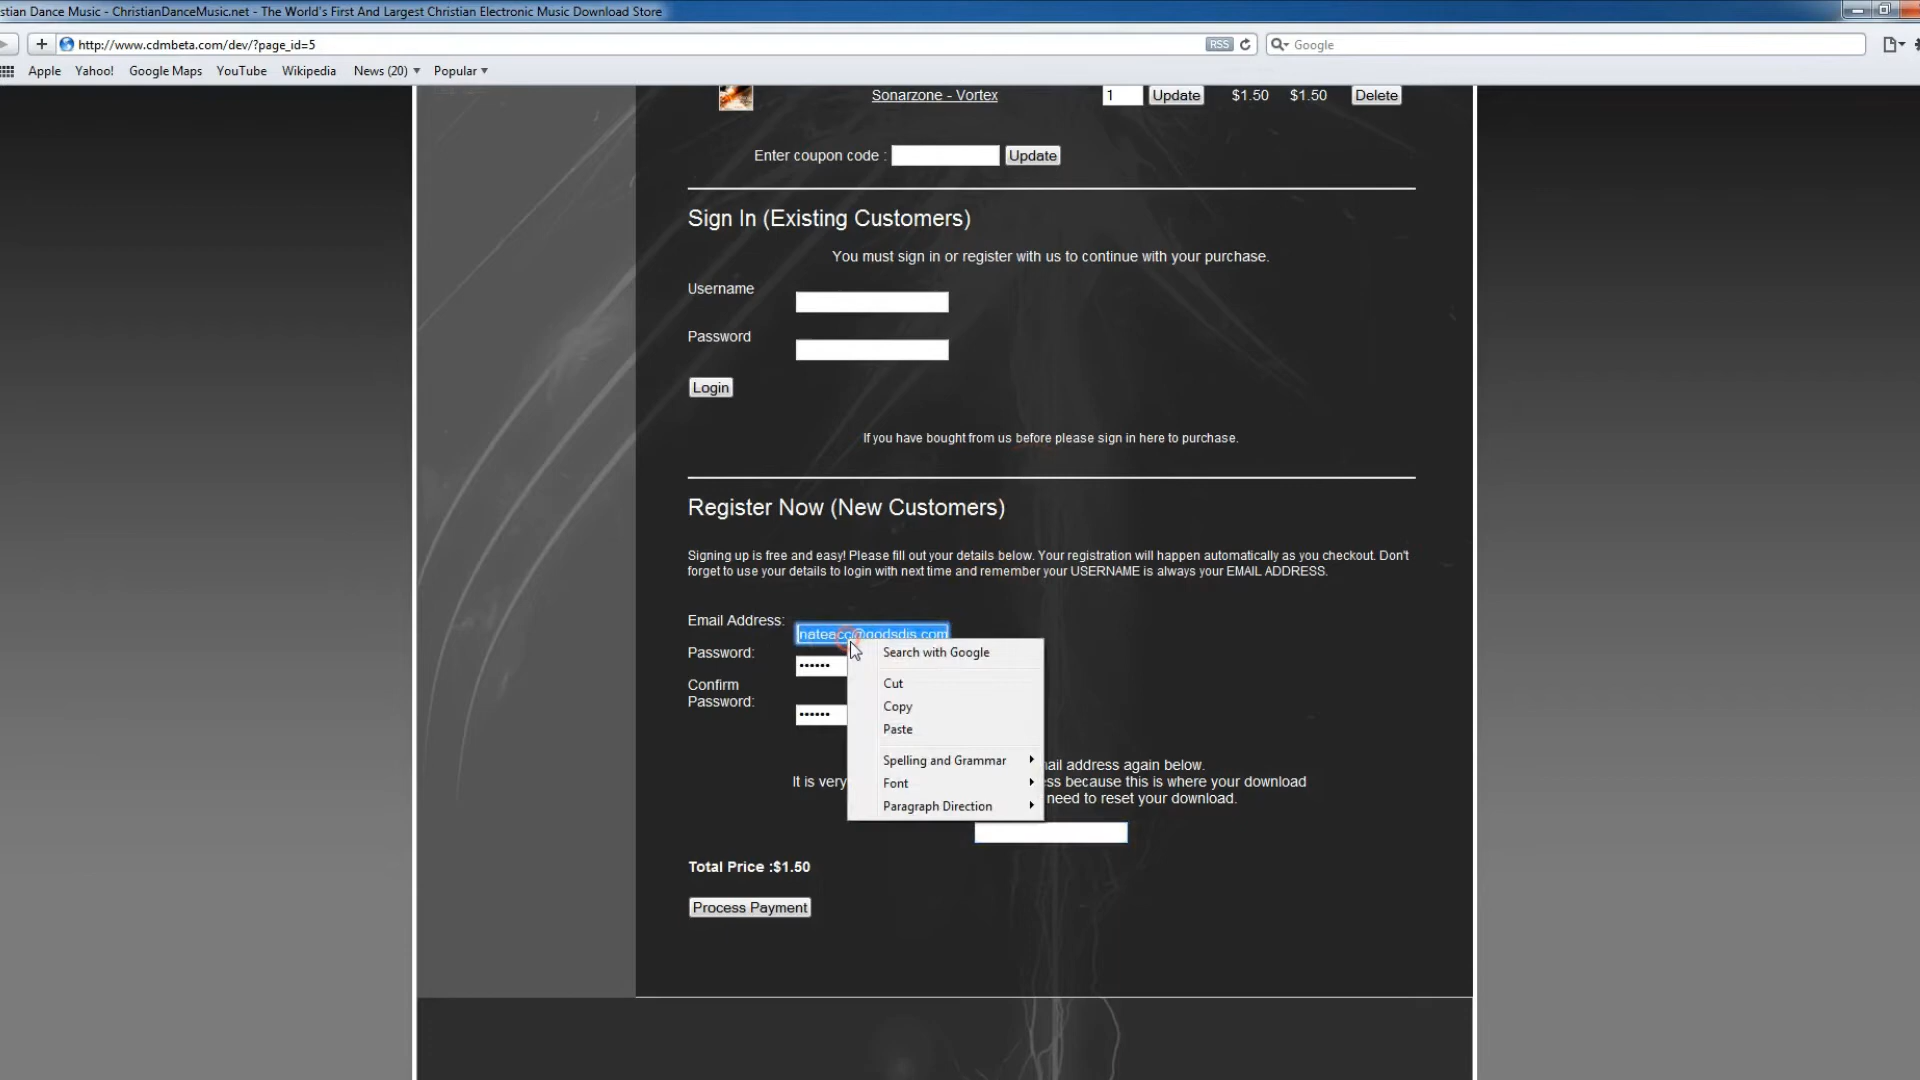 stian Dance Music - ChristianDanceMusic.net - The World's First And Largest Christian Electronic Music Download Store
http://www.cdmbeta.com/dev/?page_id=5 RSS Google
Apple Yahoo! Google Maps YouTube Wikipedia News (20) Popular
Sonarzone - Vortex 1 Update $1.50 $1.50 Delete
Enter coupon code : Update
Sign In (Existing Customers)
You must sign in or register with us to continue with your purchase.
Username
Password
Login
If you have bought from us before please sign in here to purchase.
Register Now (New Customers)
Signing up is free and easy! Please fill out your details below. Your registration will happen automatically as you checkout. Don't
forget to use your details to login with next time and remember your USERNAME is always your EMAIL ADDRESS.
Email Address: nateacc@godsdjs.com
Password: ••••••
Confirm
Password: ••••••
Search with Google
Cut
Copy
Paste
Spelling and Grammar
Font
Paragraph Direction
ail address again below.
It is very ss because this is where your download
need to reset your download.
Total Price :$1.50
Process Payment